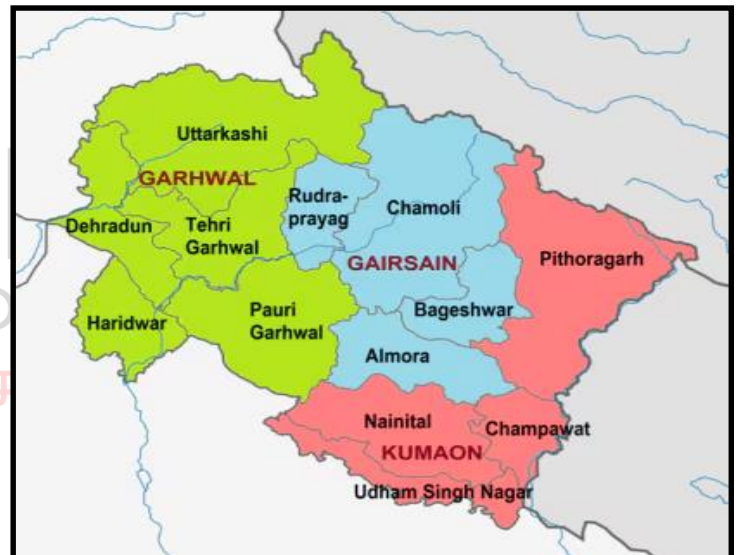 Uttarkashi
GARHWAL
Rudra-
prayag
Chamoli
Dehradun
Tehri
Garhwal
GAIRSAIN
Pithoragarh
Haridwar
Pauri
Garhwal
Bageshwar
Almora
Nainital
Champawat
KUMAON
Udham Singh Nagar